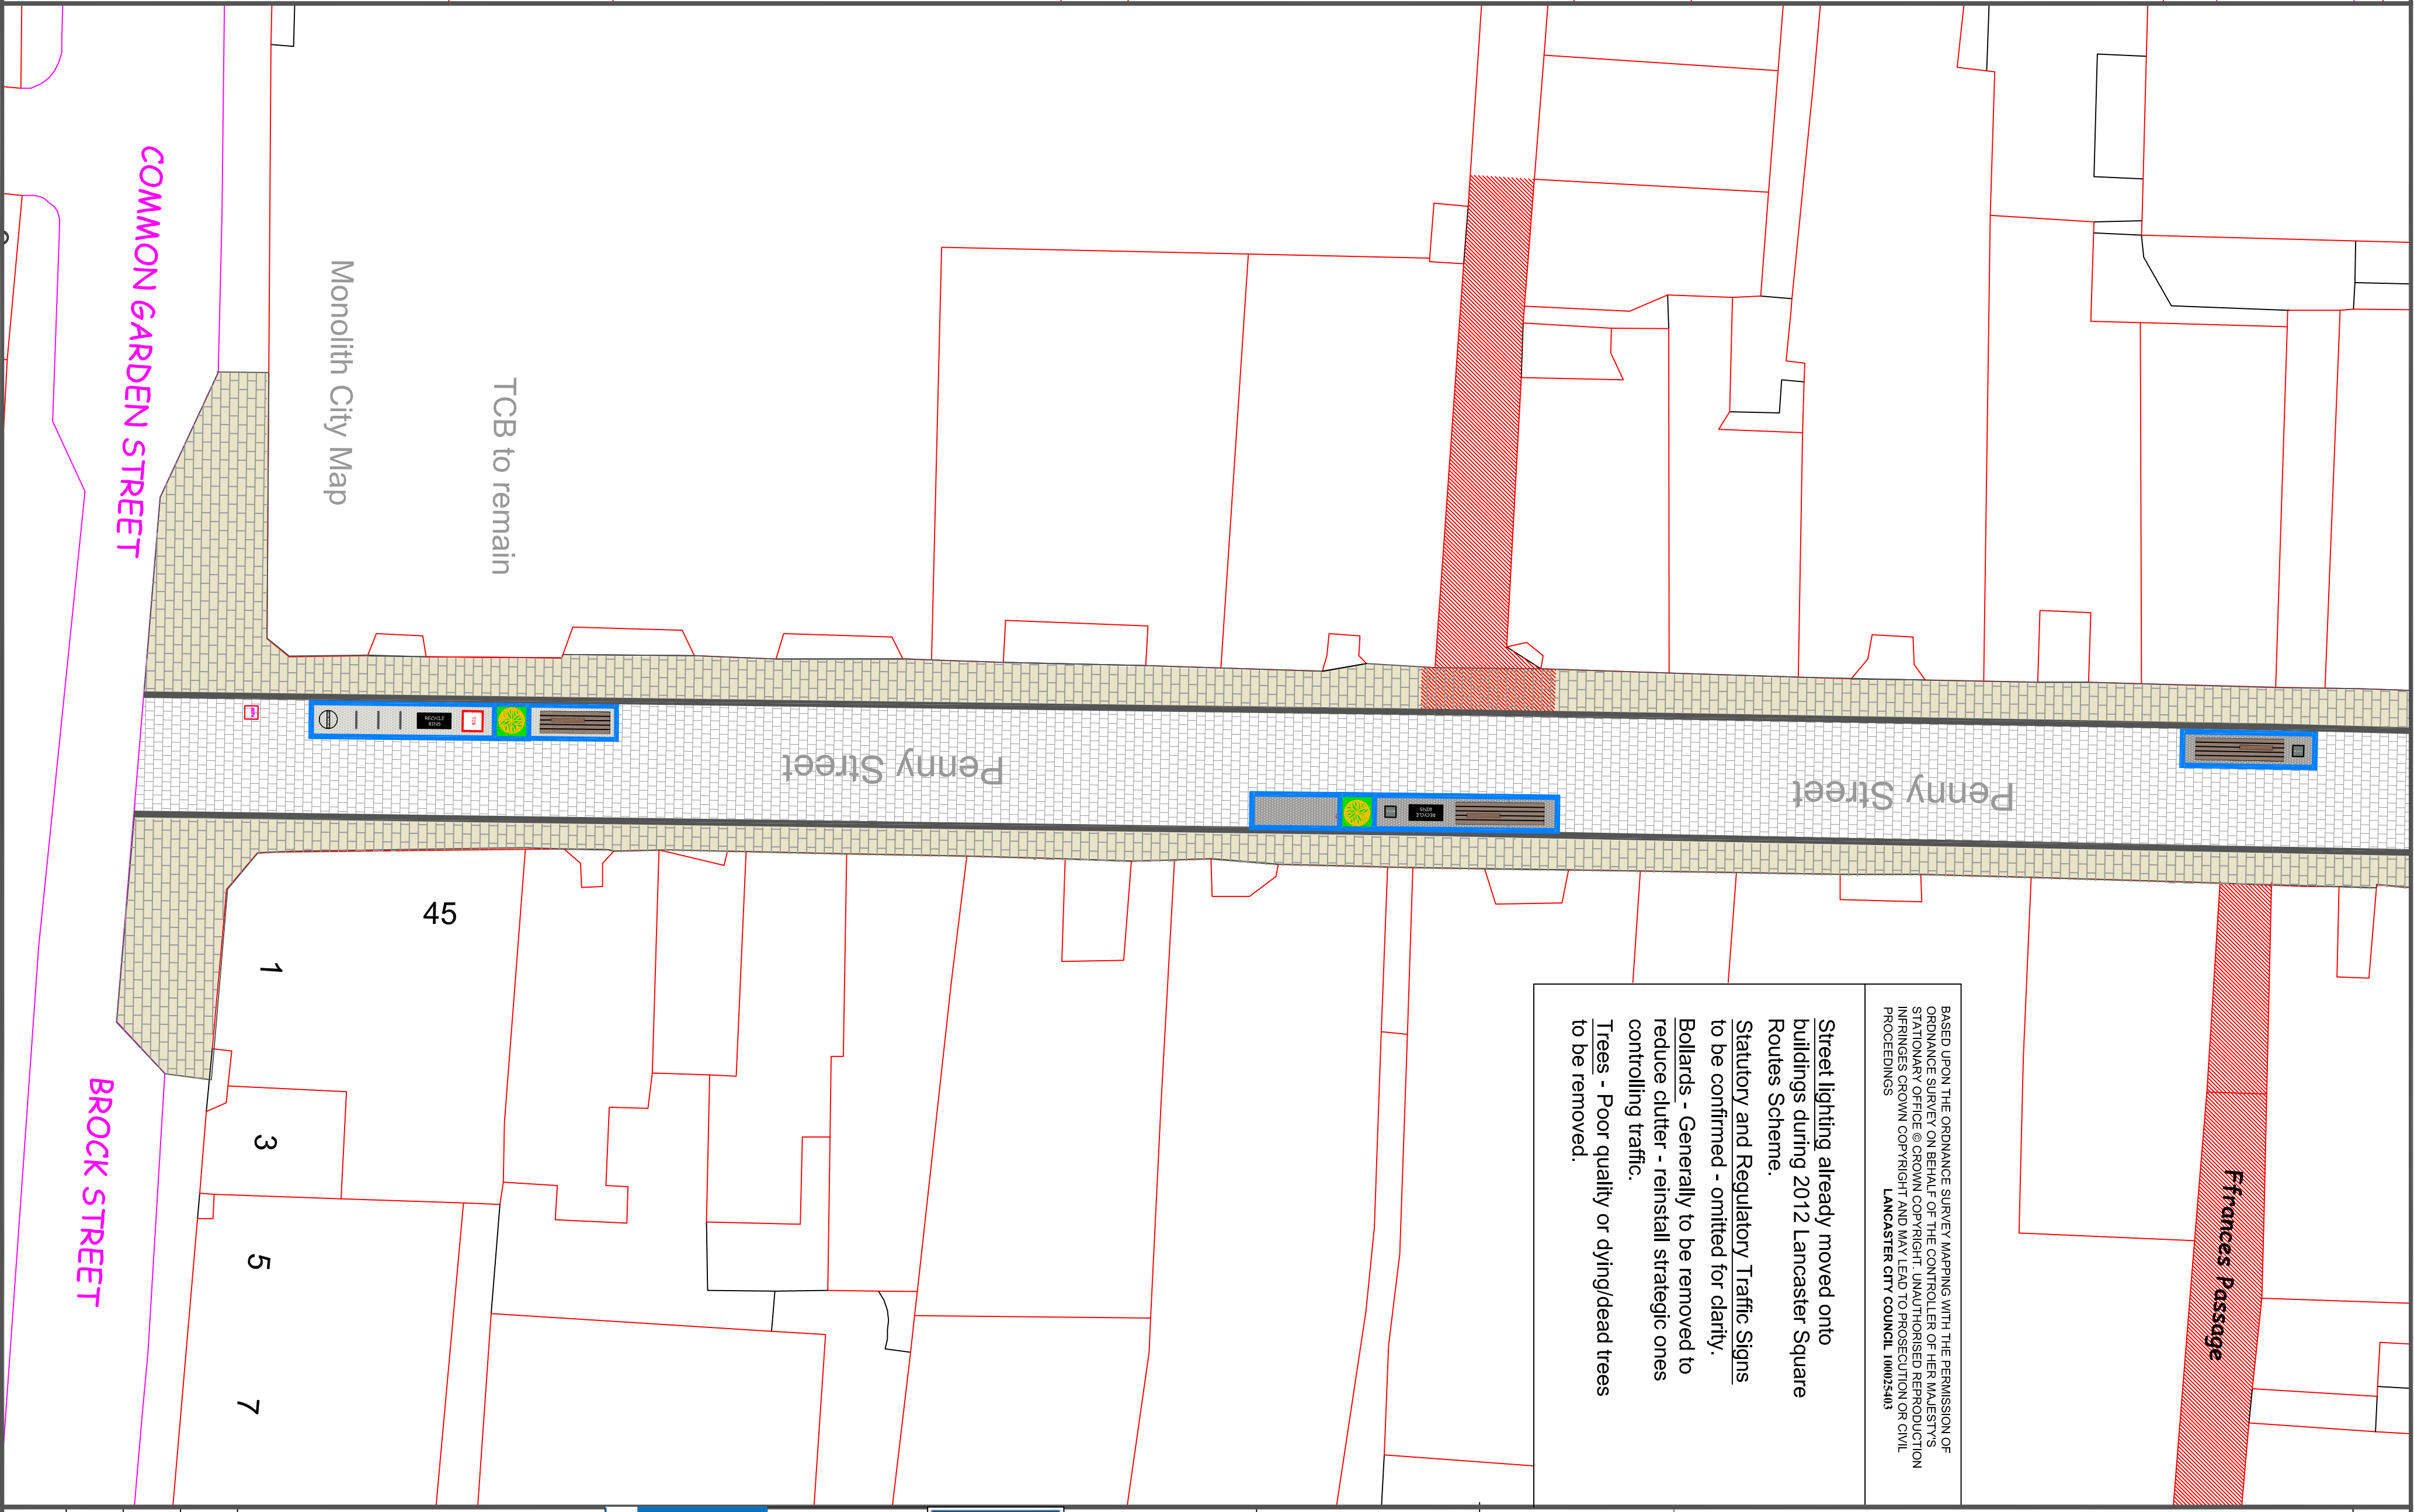 COMMON GARDEN STREET
Monolith City Map
TCB to remain
RECYCLE
BINS
TCB
Penny Street
Penny Street
RECYCLE
BINS
45
1
3
5
7
BROCK STREET
BASED UPON THE ORDNANCE SURVEY MAPPING WITH THE PERMISSION OF
ORDNANCE SURVEY ON BEHALF OF THE CONTROLLER OF HER MAJESTY'S
STATIONARY OFFICE © CROWN COPYRIGHT. UNAUTHORISED REPRODUCTION
INFRINGES CROWN COPYRIGHT AND MAY LEAD TO PROSECUTION OR CIVIL
PROCEEDINGS LANCASTER CITY COUNCIL 100025403
Street lighting already moved onto
buildings during 2012 Lancaster Square
Routes Scheme.
Statutory and Regulatory Traffic Signs
to be confirmed - omitted for clarity.
Bollards - Generally to be removed to
reduce clutter - reinstall strategic ones
controlling traffic.
Trees - Poor quality or dying/dead trees
to be removed.
Ffrances Passage